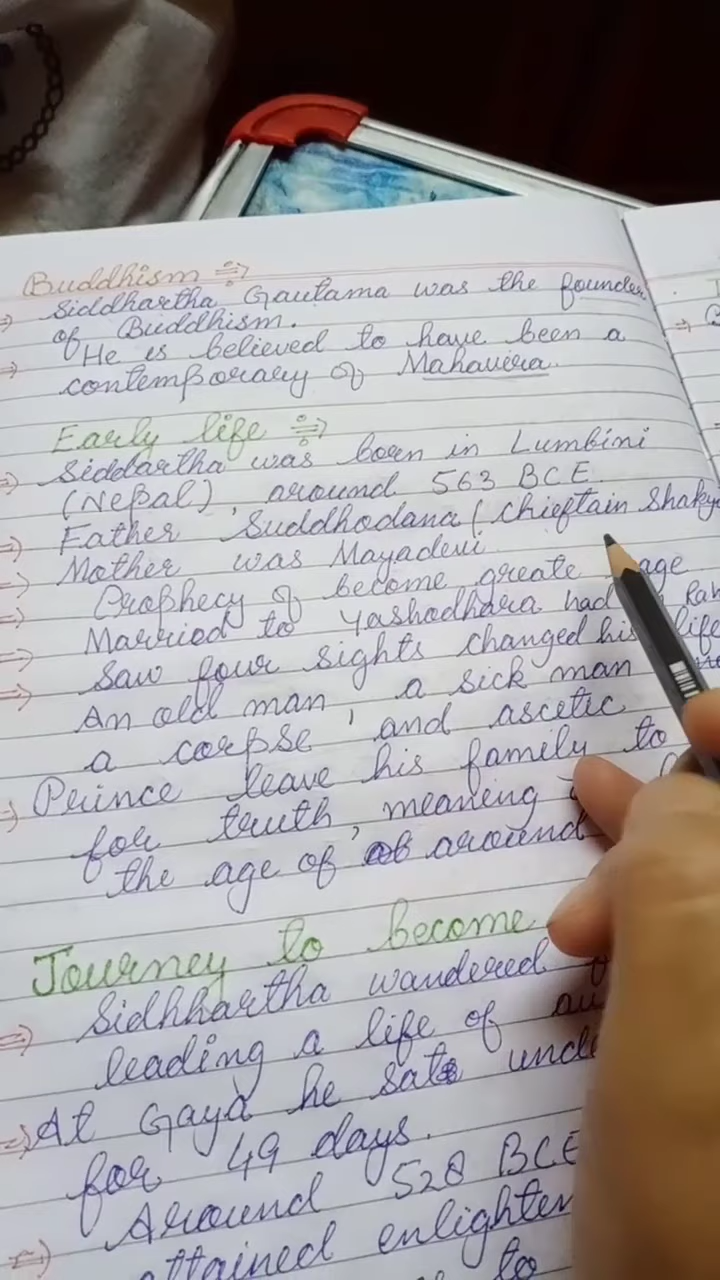 Buddhism ÷⇒
⇒ Siddhartha Gautama was the founder
of Buddhism.
⇒ He is believed to have been a
contemporary of Mahavira.
Early life ÷⇒
⇒ Siddartha was born in Lumbini
(Nepal), around 563 BCE.
⇒ Father Suddhodana (chieftain Shakya
⇒ Mother was Mayadevi.
⇒ Prophecy of become greate
⇒ Married to Yashodhara had
⇒ Saw four sights changed his life
An old man, a sick man
a corpse, and ascetic
⇒ Prince leave his family to
for truth, meaning
the age of around
Journey to become
⇒ Sidhhartha wandered
leading a life of
⇒ At Gaya he sat
for 49 days.
⇒ Around 528 BCE
attained
to